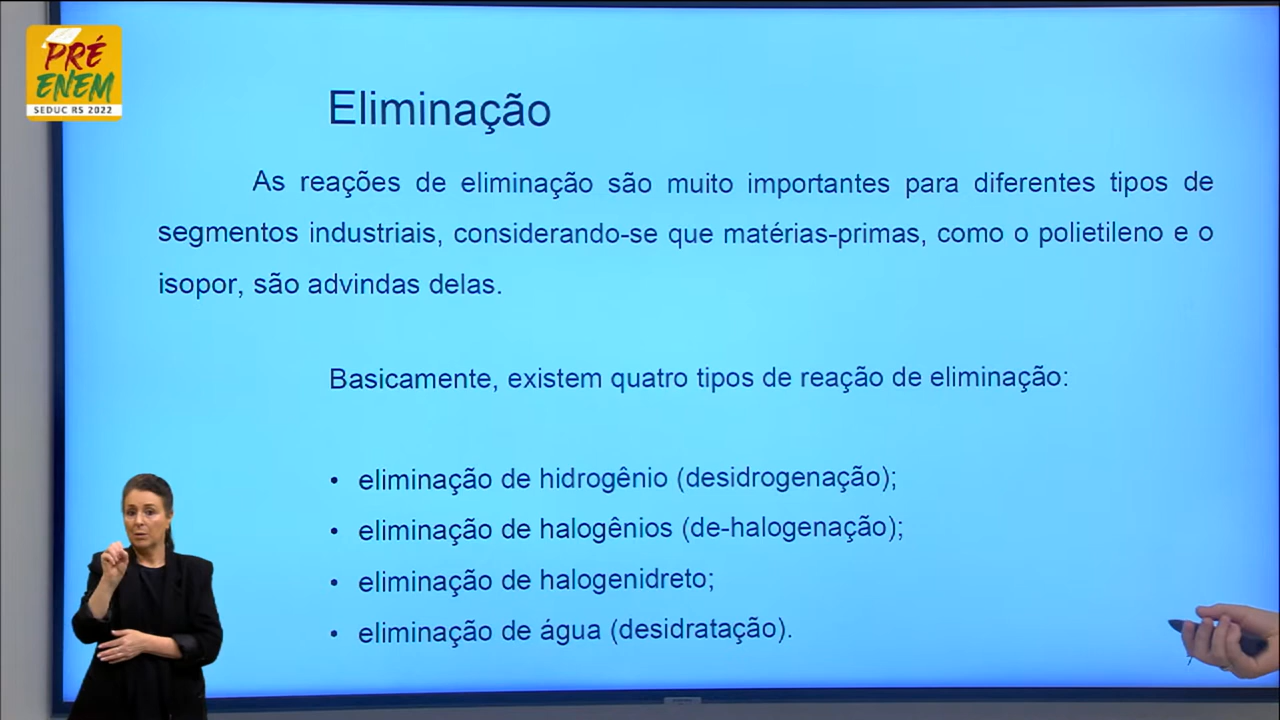 PRÉ
ENEM
SEDUC RS 2022
Eliminação
As reações de eliminação são muito importantes para diferentes tipos de
segmentos industriais, considerando-se que matérias-primas, como o polietileno e o
isopor, são advindas delas.
Basicamente, existem quatro tipos de reação de eliminação:
• eliminação de hidrogênio (desidrogenação);
• eliminação de halogênios (de-halogenação);
• eliminação de halogenidreto;
• eliminação de água (desidratação).